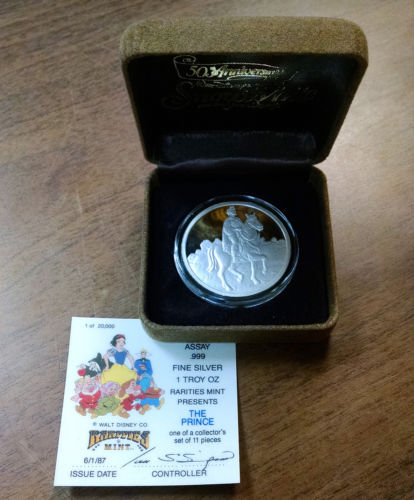 50th Anniversary
1 of 20,000
ASSAY
.999
FINE SILVER
1 TROY OZ
RARITIES MINT
PRESENTS
THE
PRINCE
one of a collector's
set of 11 pieces
© WALT DISNEY CO.
RARITIES
MINT
6/1/87
ISSUE DATE
CONTROLLER